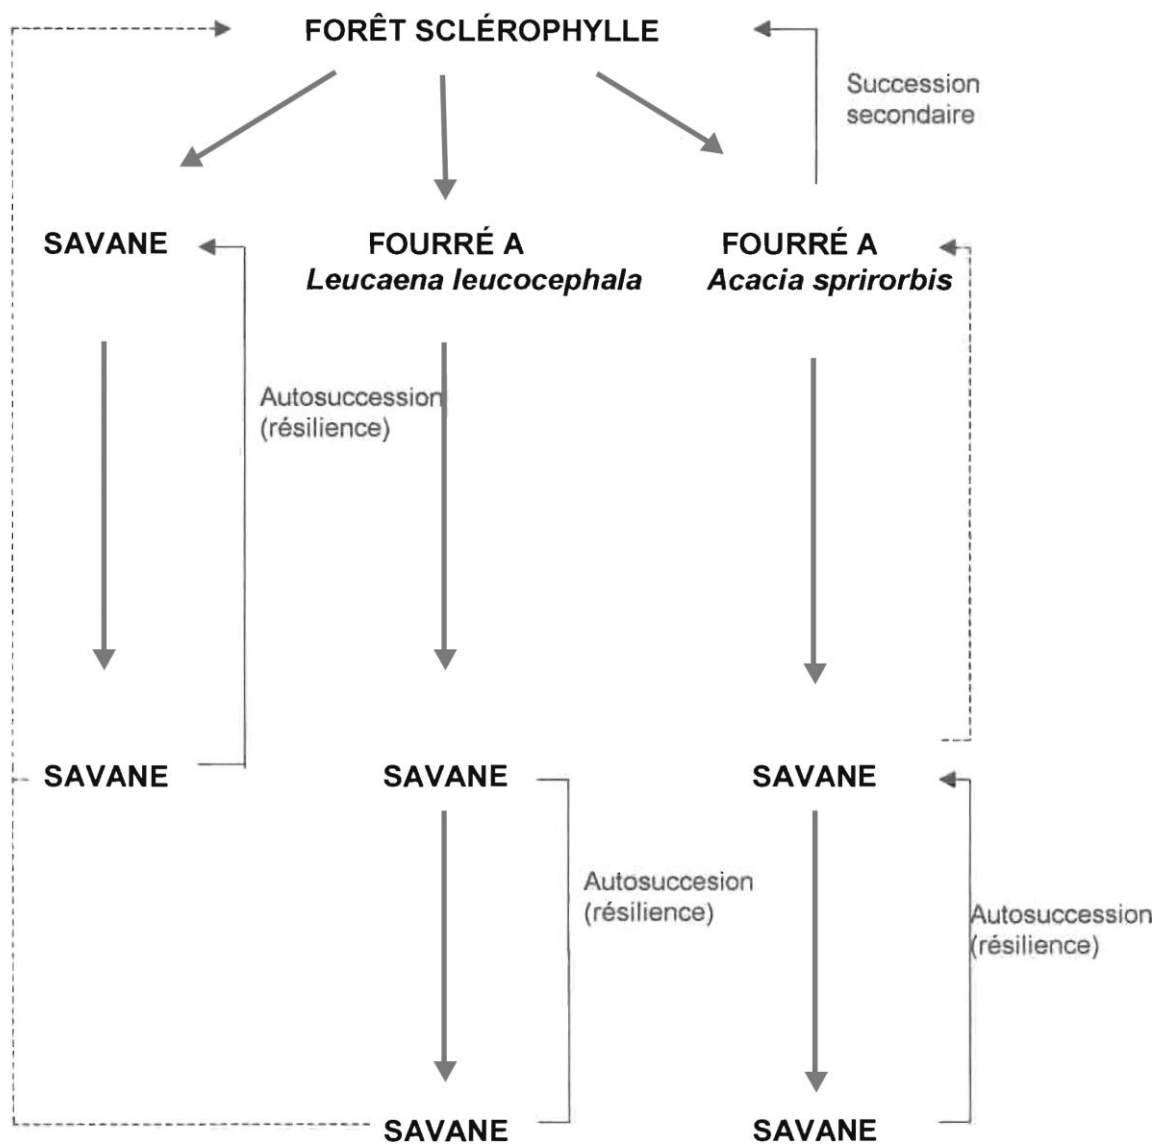 FORÊT SCLÉROPHYLLE
Succession
secondaire
SAVANE
FOURRÉ A
Leucaena leucocephala
FOURRÉ A
Acacia sprirorbis
Autosuccession
(résilience)
SAVANE
SAVANE
SAVANE
Autosuccesion
(résilience)
Autosuccession
(résilience)
SAVANE
SAVANE